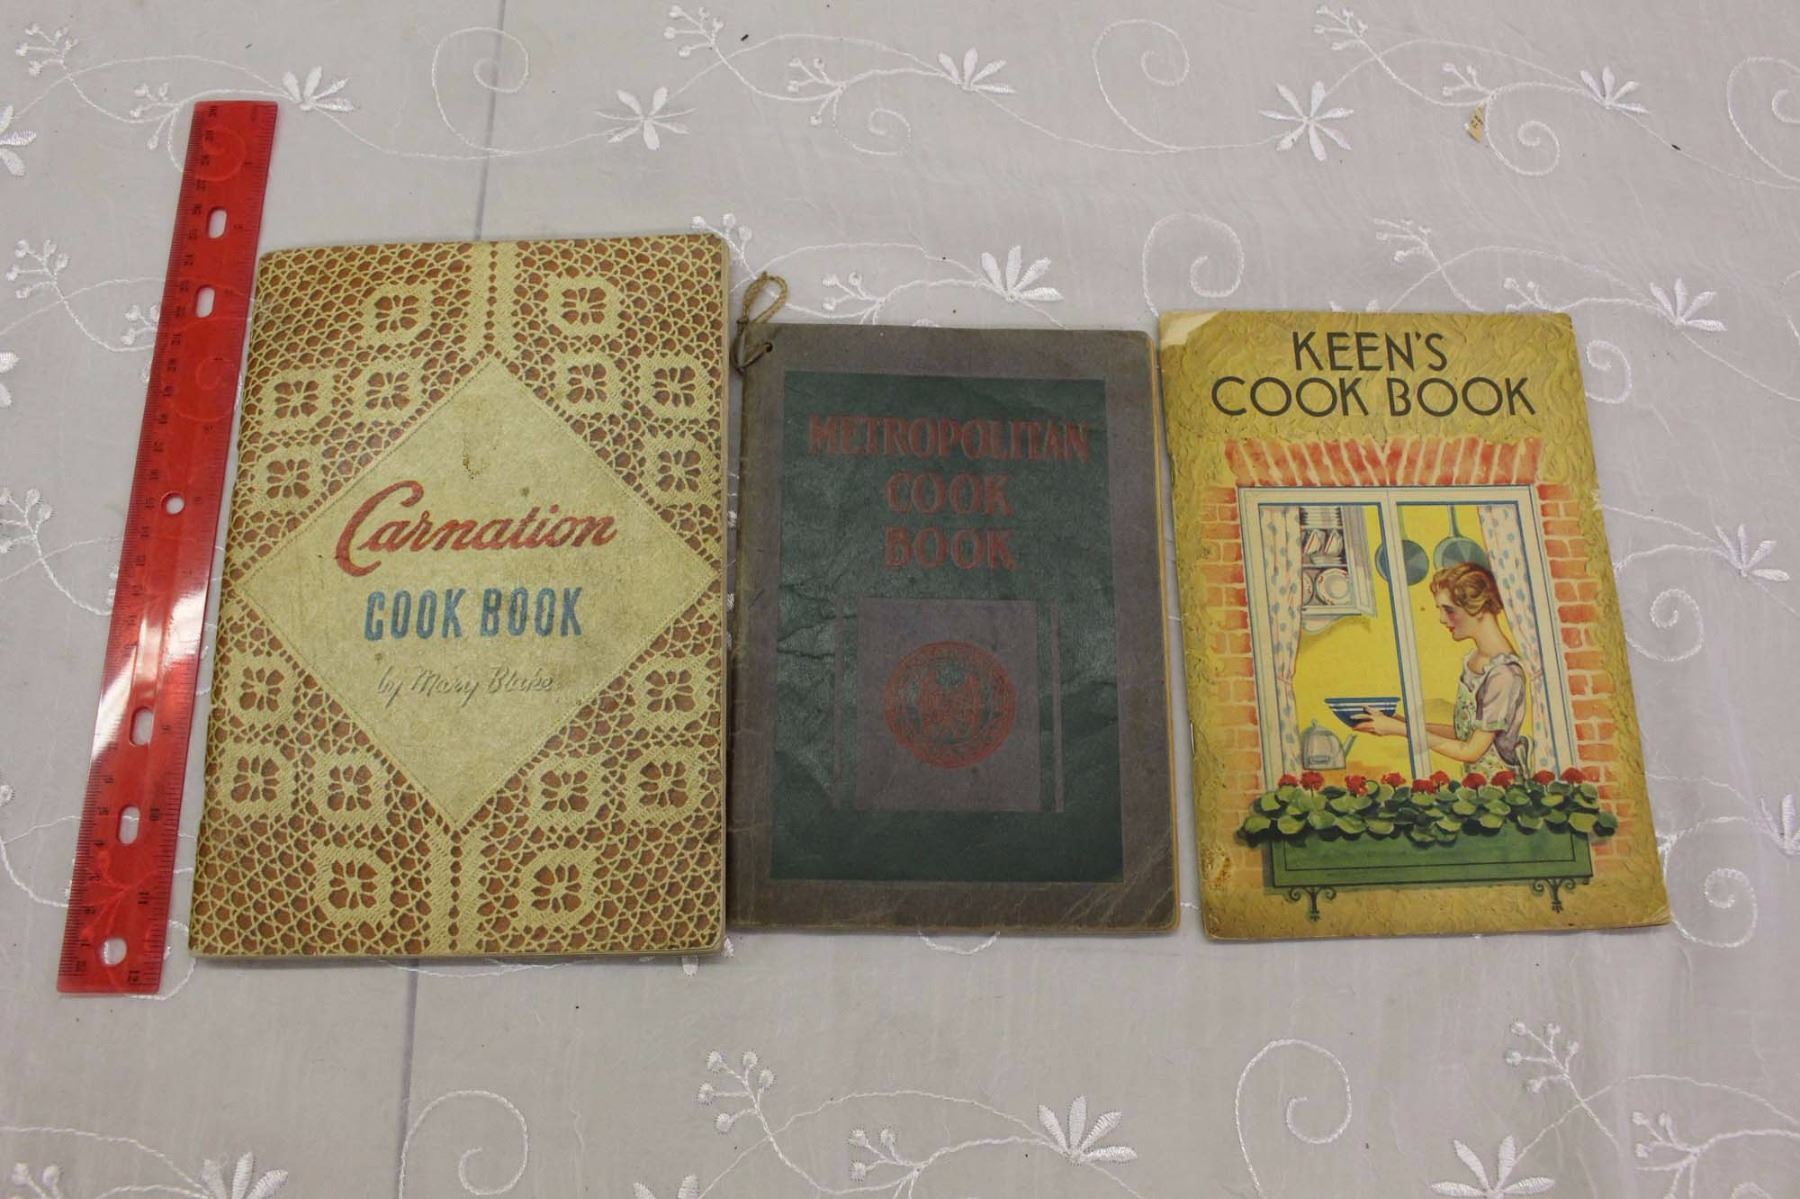 Carnation
COOK BOOK
by Mary Blake
METROPOLITAN
COOK
BOOK
KEEN'S
COOK BOOK